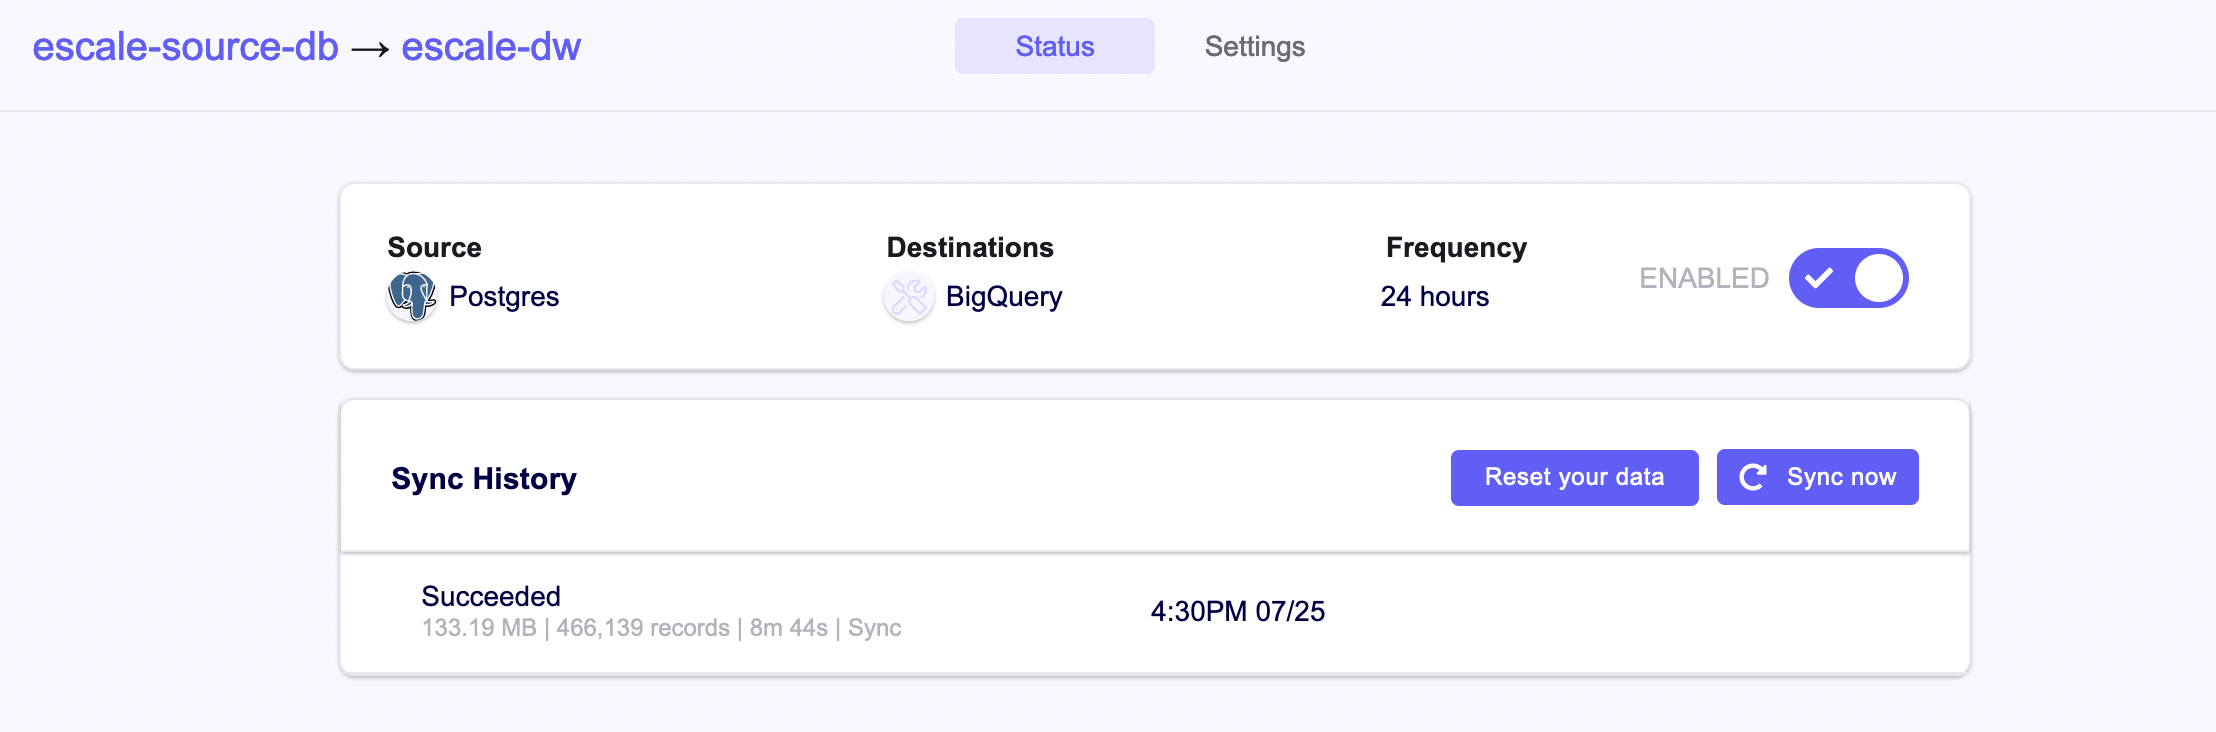 escale-source-db → escale-dw
Status
Settings
Source
Destinations
Frequency
Postgres
BigQuery
24 hours
ENABLED
Sync History
Reset your data
Sync now
Succeeded
133.19 MB | 466,139 records | 8m 44s | Sync
4:30PM 07/25